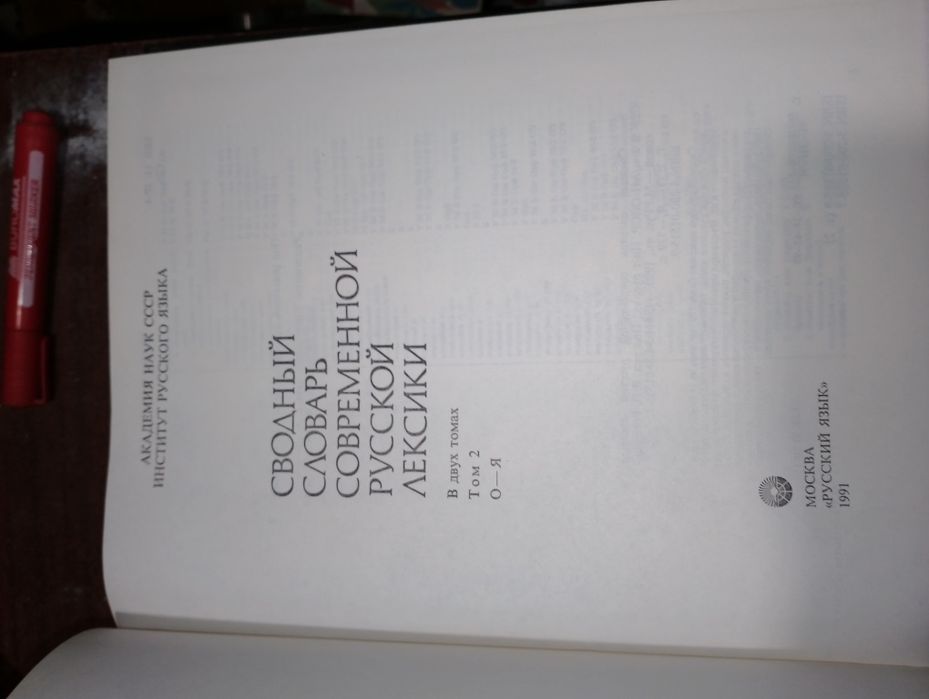 АКАДЕМИЯ НАУК СССР
ИНСТИТУТ РУССКОГО ЯЗЫКА
СВОДНЫЙ
СЛОВАРЬ
СОВРЕМЕННОЙ
РУССКОЙ
ЛЕКСИКИ
В двух томах
Том 2
О—Я
МОСКВА
«РУССКИЙ ЯЗЫК»
1991